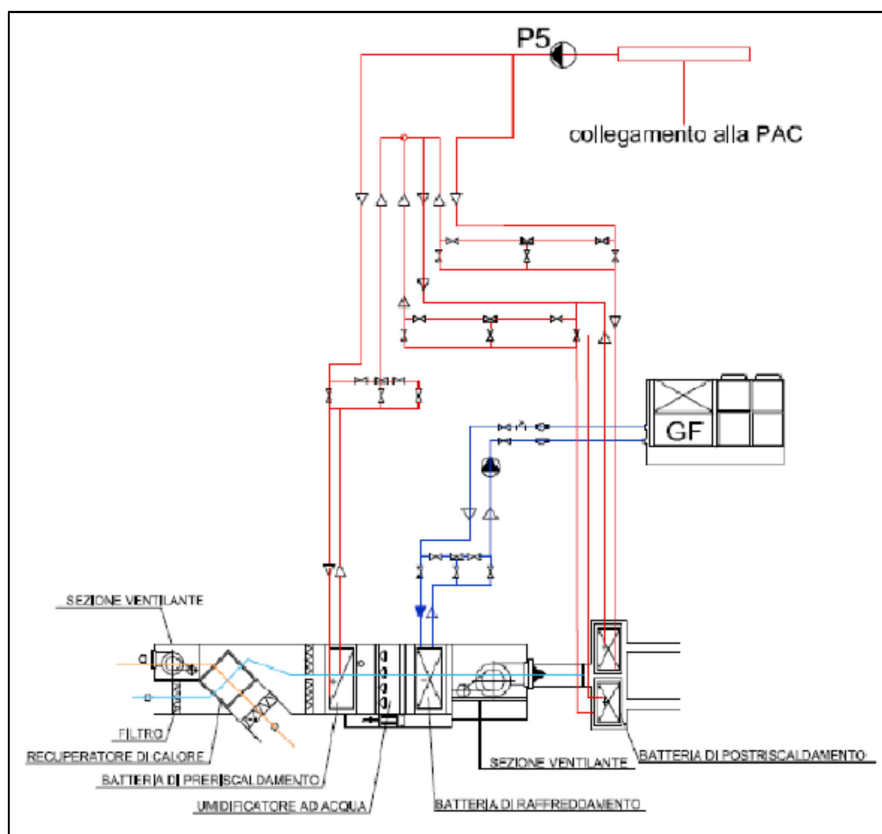 P5
collegamento alla PAC
GF
SEZIONE VENTILANTE
FILTRO
RECUPERATORE DI CALORE
BATTERIA DI PRERISCALDAMENTO
UMIDIFICATORE AD ACQUA
BATTERIA DI RAFFREDDAMENTO
SEZIONE VENTILANTE
BATTERIA DI POSTRISCALDAMENTO